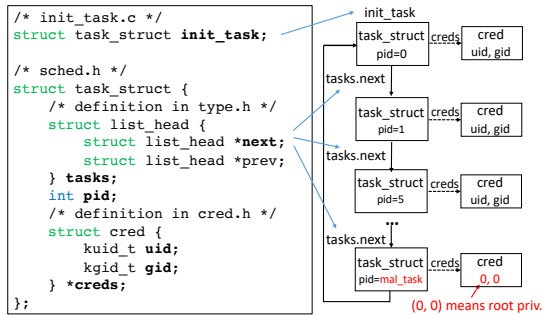 /* init_task.c */
struct task_struct init_task;
/* sched.h */
struct task_struct {
/* definition in type.h */
struct list_head {
struct list_head *next;
struct list_head *prev;
} tasks;
int pid;
/* definition in cred.h */
struct cred {
kuid_t uid;
kgid_t gid;
} *creds;
};
init_task
task_struct
pid=0
creds
cred
uid, gid
tasks.next
task_struct
pid=1
creds
cred
uid, gid
tasks.next
task_struct
pid=5
creds
cred
uid, gid
...
tasks.next
task_struct
pid=mal_task
creds
cred
0, 0
(0, 0) means root priv.